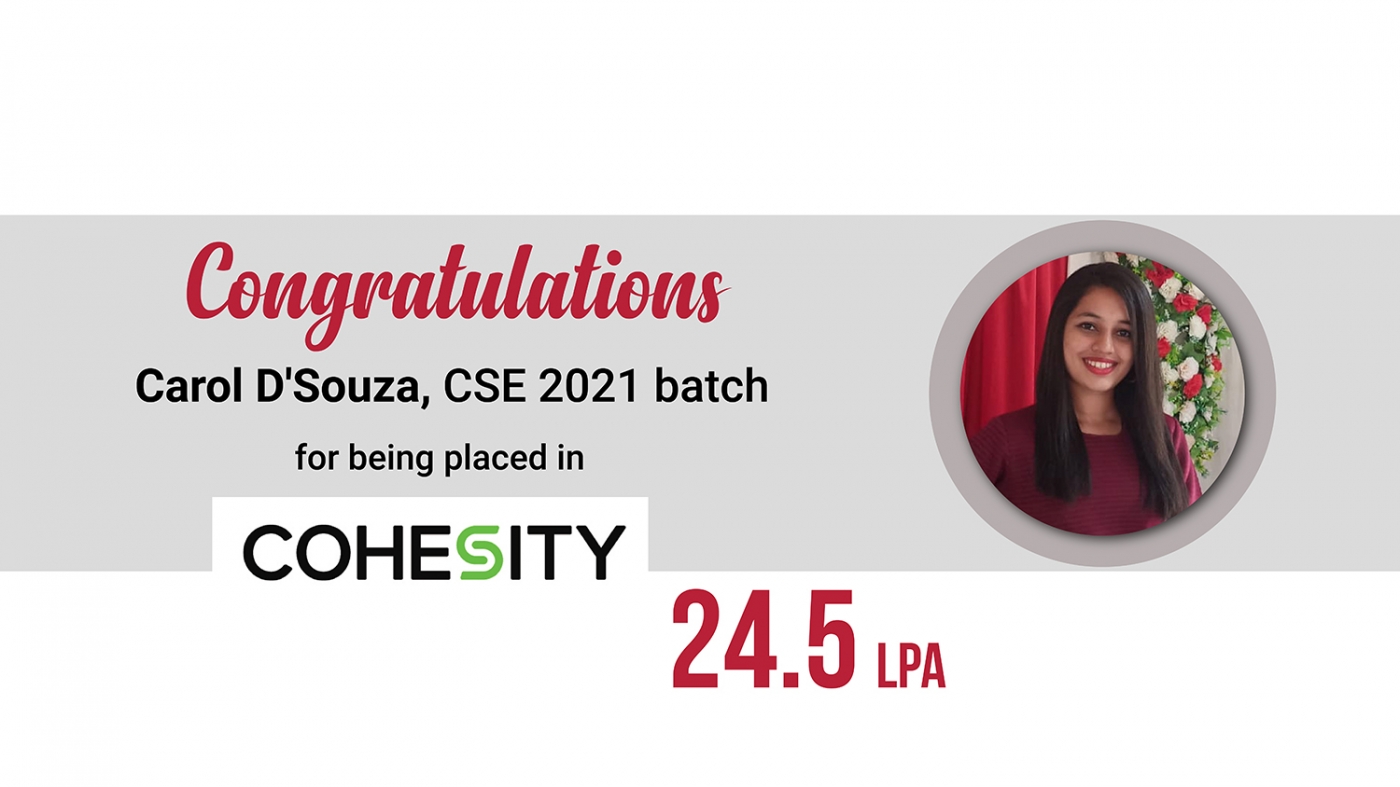 Congratulations
Carol D'Souza, CSE 2021 batch
for being placed in
COHESITY
24.5 LPA